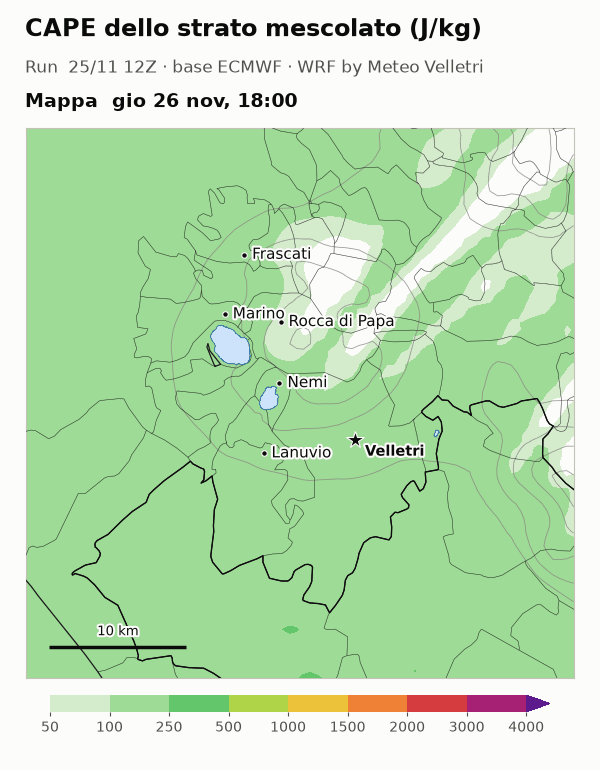 CAPE dello strato mescolato (J/kg)
Run  25/11 12Z · base ECMWF · WRF by Meteo Velletri
Mappa  gio 26 nov, 18:00
Frascati
Marino
Rocca di Papa
Nemi
Velletri
Lanuvio
10 km
50 100 250 500 1000 1500 2000 3000 4000